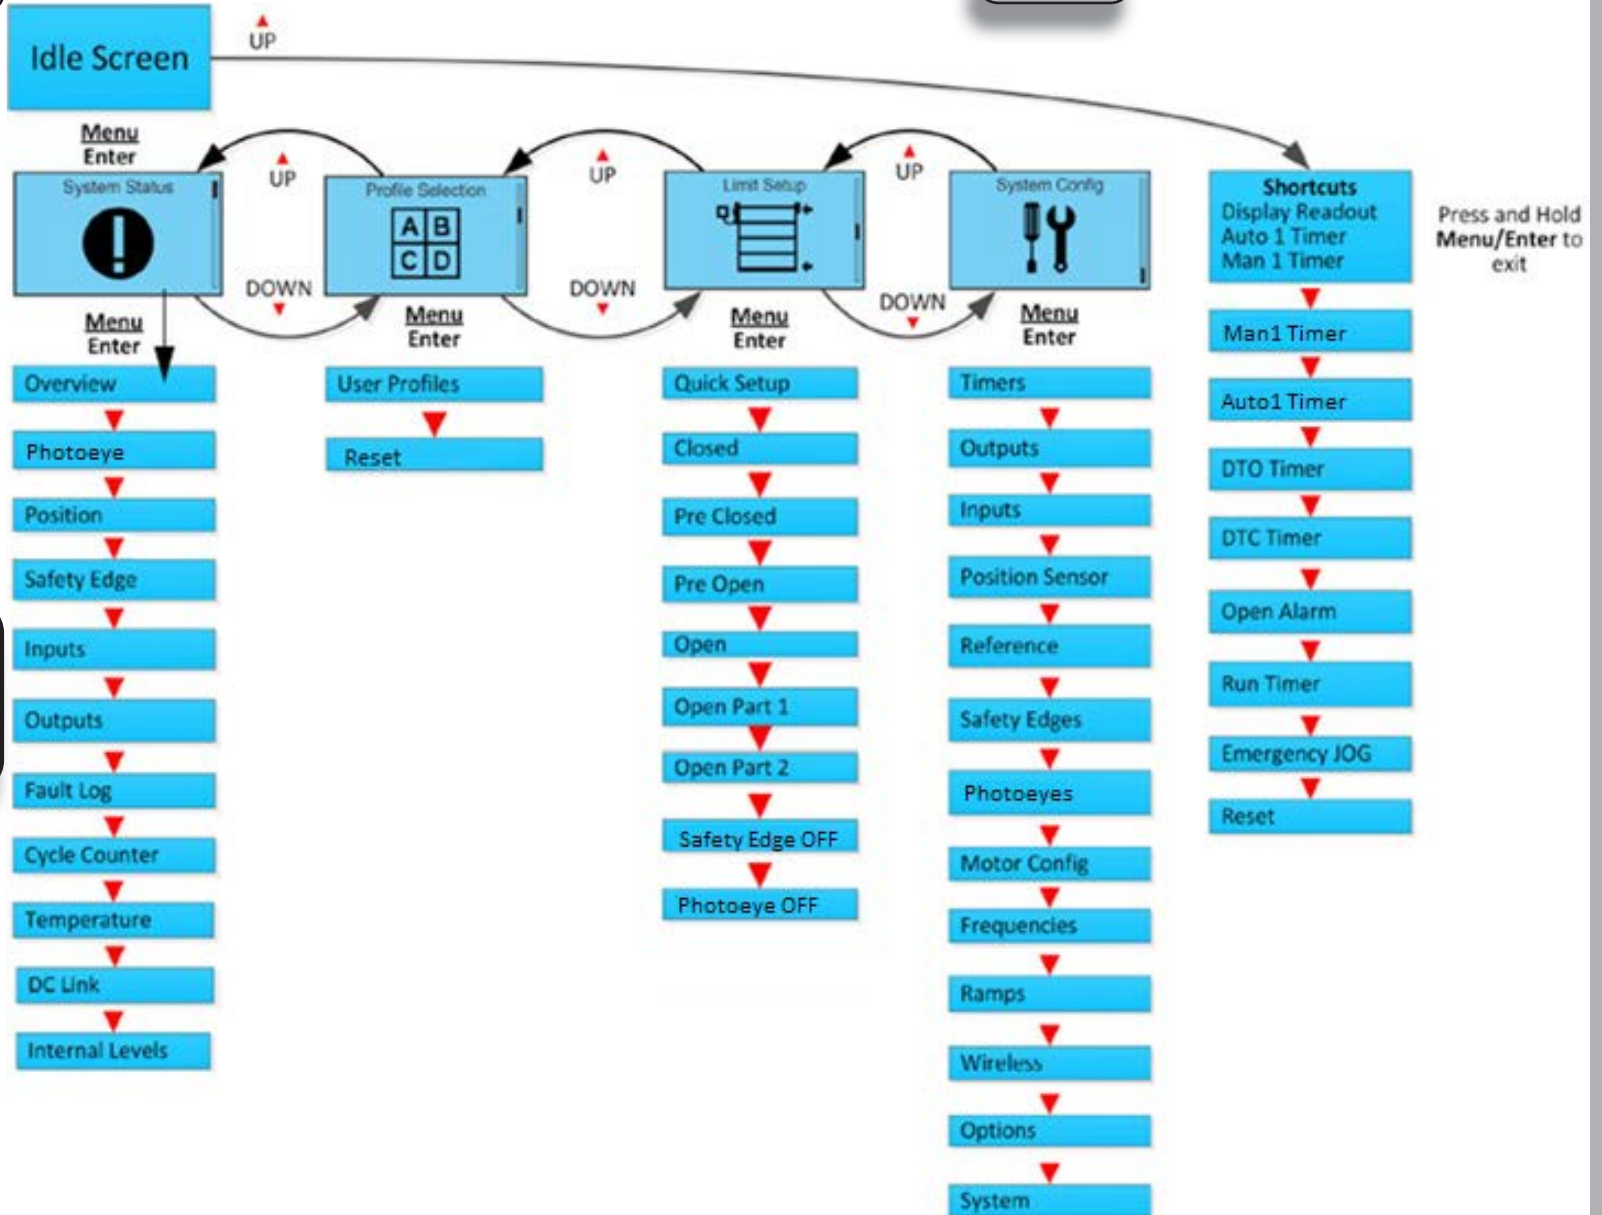 Idle Screen
UP
Menu
Enter
System Status
UP
DOWN
Profile Selection
A B
C D
UP
DOWN
Limit Setup
UP
DOWN
System Config
Shortcuts
Display Readout
Auto 1 Timer
Man 1 Timer
Press and Hold
Menu/Enter to
exit
Menu
Enter
Overview
Photoeye
Position
Safety Edge
Inputs
Outputs
Fault Log
Cycle Counter
Temperature
DC Link
Internal Levels
Menu
Enter
User Profiles
Reset
Menu
Enter
Quick Setup
Closed
Pre Closed
Pre Open
Open
Open Part 1
Open Part 2
Safety Edge OFF
Photoeye OFF
Menu
Enter
Timers
Outputs
Inputs
Position Sensor
Reference
Safety Edges
Photoeyes
Motor Config
Frequencies
Ramps
Wireless
Options
System
Man1 Timer
Auto1 Timer
DTO Timer
DTC Timer
Open Alarm
Run Timer
Emergency JOG
Reset